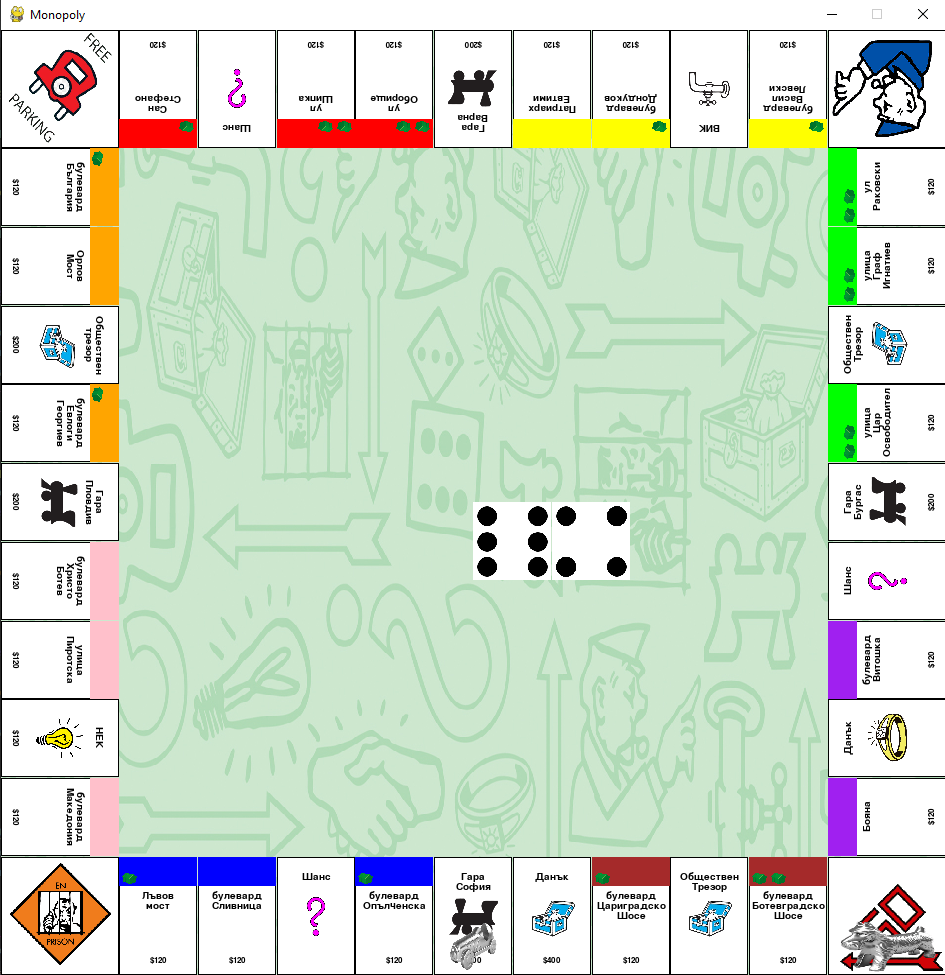 Monopoly
FREE
PARKING
$120
Сан
Стефано
Шанс
$120
ул
Шипка
$120
ул
Оборище
$200
Гара
Варна
$120
Патриарх
Евтими
$120
булевард
Дондуков
ВИК
$120
булевард
Васил
Левски
булевард
България
$120
Орлов
Мост
$120
Обществен
трезор
$200
булевард
Евлоги
Георгиев
$120
Гара
Пловдив
$200
булевард
Христо
Ботев
$120
улица
Пиротска
$120
НЕК
$120
булевард
Македония
$120
ул
Раковски
$120
улица
Граф
Игнатиев
$120
Обществен
Трезор
улица
Цар
Освободител
$120
Гара
Бургас
$200
Шанс
булевард
Витошка
$120
Данък
Бояна
$120
EN
PRISON
Лъвов
мост
$120
булевард
Сливница
$120
Шанс
булевард
ОпълЧенска
$120
Гара
София
Данък
$400
булевард
Цариградско
Шосе
$120
Обществен
Трезор
булевард
Ботевградско
Шосе
$120